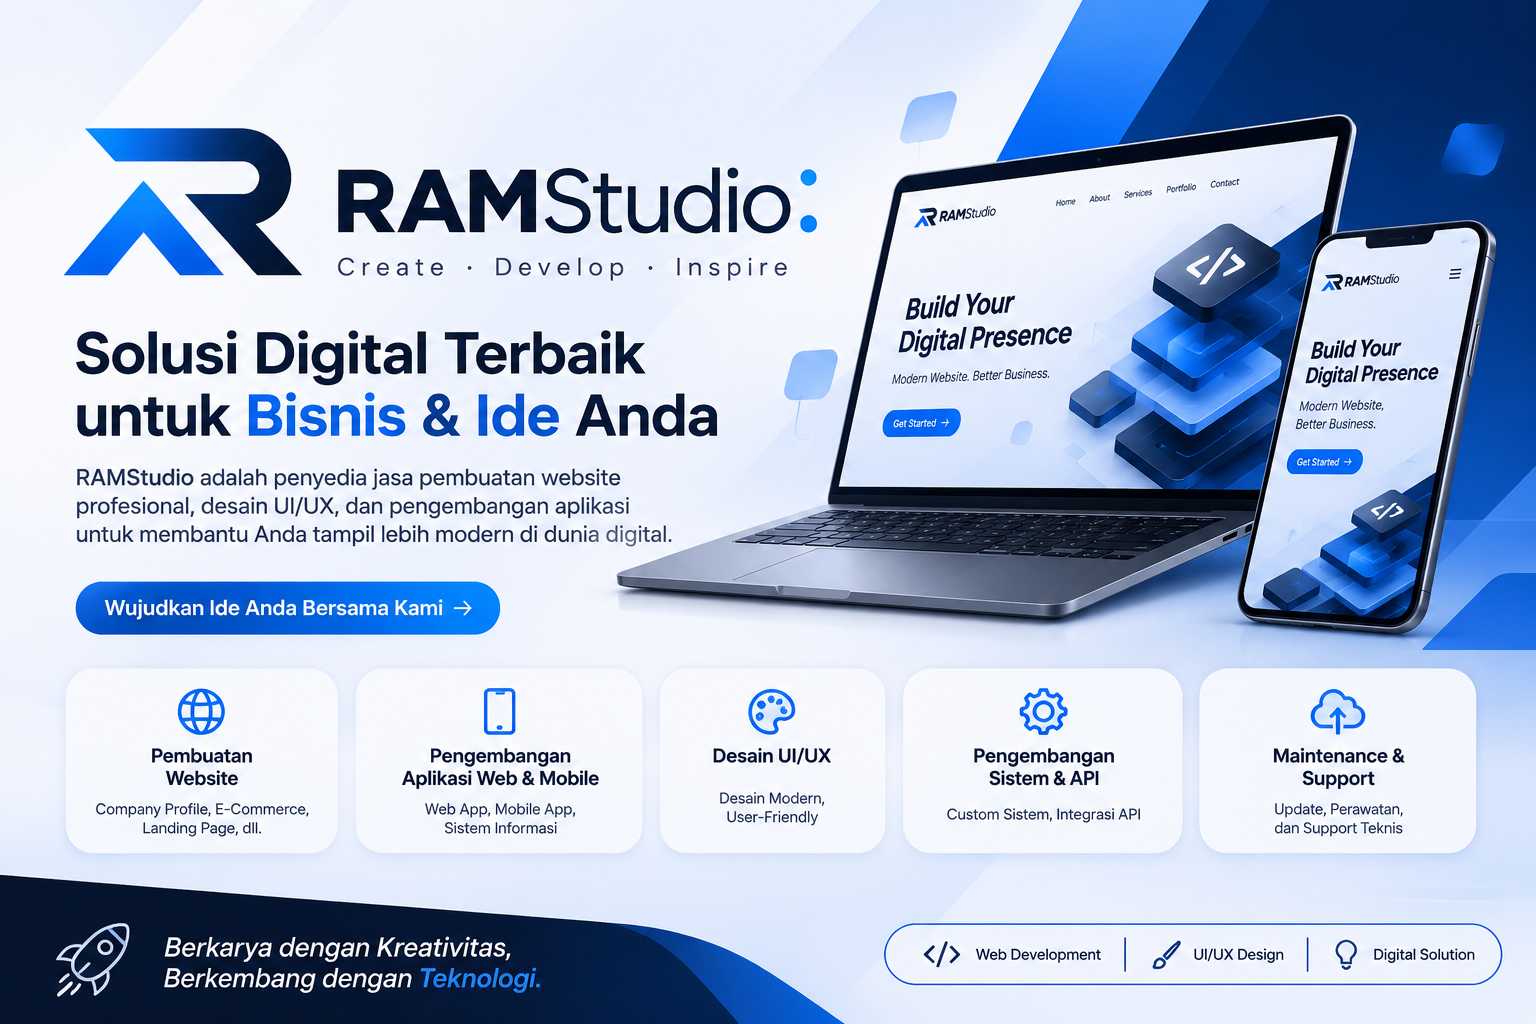 RAMStudio:
Create · Develop · Inspire
Solusi Digital Terbaik
untuk Bisnis & Ide Anda
RAMStudio adalah penyedia jasa pembuatan website
profesional, desain UI/UX, dan pengembangan aplikasi
untuk membantu Anda tampil lebih modern di dunia digital.
Wujudkan Ide Anda Bersama Kami →
RAMStudio
Home About Services Portfolio Contact
</>
Build Your
Digital Presence
Modern Website. Better Business.
Get Started →
RAMStudio
Build Your
Digital Presence
Modern Website,
Better Business.
Get Started →
</>
Pembuatan
Website
Company Profile, E-Commerce,
Landing Page, dll.
Pengembangan
Aplikasi Web & Mobile
Web App, Mobile App,
Sistem Informasi
Desain UI/UX
Desain Modern,
User-Friendly
Pengembangan
Sistem & API
Custom Sistem, Integrasi API
Maintenance &
Support
Update, Perawatan,
dan Support Teknis
Berkarya dengan Kreativitas,
Berkembang dengan Teknologi.
</> Web Development
UI/UX Design
Digital Solution